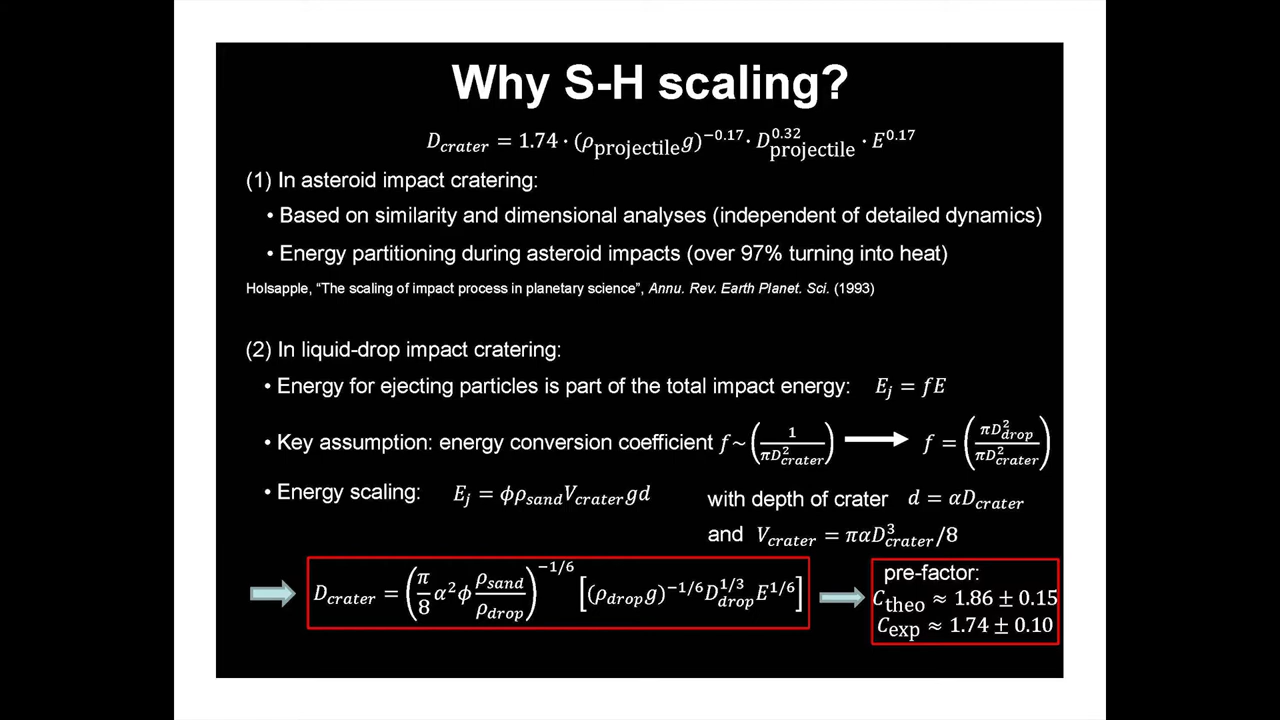 Why S-H scaling?
D_crater = 1.74 · (ρ_projectile g)^−0.17 · D_projectile^0.32 · E^0.17
(1) In asteroid impact cratering:
• Based on similarity and dimensional analyses (independent of detailed dynamics)
• Energy partitioning during asteroid impacts (over 97% turning into heat)
Holsapple, “The scaling of impact process in planetary science”, Annu. Rev. Earth Planet. Sci. (1993)
(2) In liquid-drop impact cratering:
• Energy for ejecting particles is part of the total impact energy: E_j = fE
• Key assumption: energy conversion coefficient f~(1/πD_crater^2) f = (πD_drop^2/πD_crater^2)
• Energy scaling: E_j = ϕρ_sand V_crater gd with depth of crater d = αD_crater
and V_crater = παD_crater^3/8
D_crater = (π/8 α^2 ϕ ρ_sand/ρ_drop)^−1/6 [(ρ_drop g)^−1/6 D_drop^1/3 E^1/6]
pre-factor:
C_theo ≈ 1.86 ± 0.15
C_exp ≈ 1.74 ± 0.10